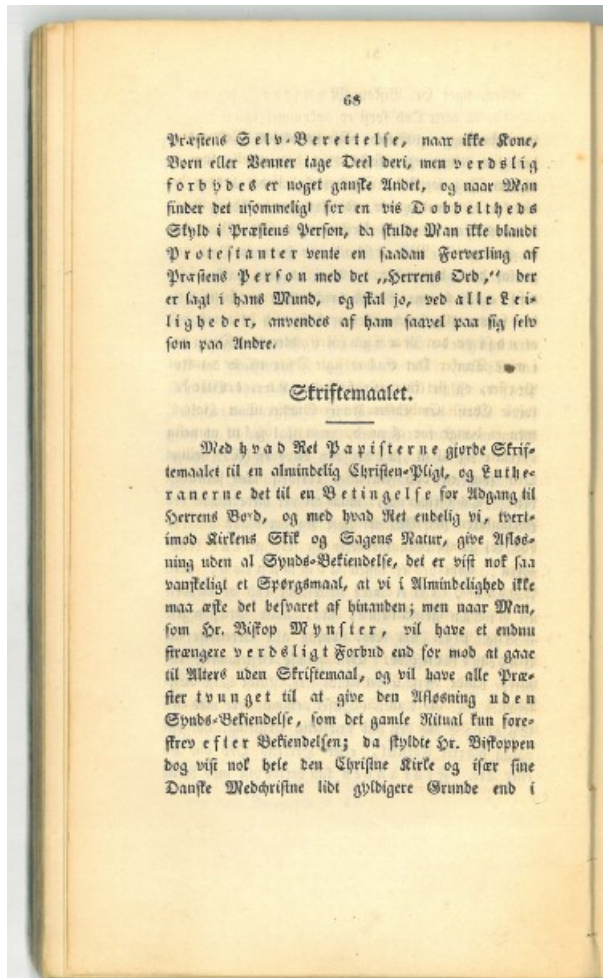 68
Præstens Selv-Berettelse, naar ikke Kone,
Børn eller Venner tage Deel deri, men verdslig
forbydes er noget ganske Andet, og naar Man
finder det usømmeligt for en vis Dobbeltheds
Skyld i Præstens Person, da skulde Man ikke blandt
Protestanter vente en saadan Forvexling af
Præstens Person med det „Herrens Ord,“ der
er lagt i hans Mund, og skal jo, ved alle Lei-
ligheder, anvendes af ham saavel paa sig selv
som paa Andre.
Skriftemaalet.
Med hvad Ret Papisterne gjorde Skrif-
temaalet til en almindelig Christen-Pligt, og Luthe-
ranerne det til en Betingelse for Adgang til
Herrens Bord, og med hvad Ret endelig vi, tvert-
imod Kirkens Skik og Sagens Natur, give Afløs-
ning uden al Synds-Bekiendelse, det er vist nok saa
vanskeligt et Spørgsmaal, at vi i Almindelighed ikke
maa æske det besvaret af hinanden; men naar Man,
som Hr. Biskop Mynster, vil have et endnu
strængere verdsligt Forbud end før mod at gaae
til Alters uden Skriftemaal, og vil have alle Præ-
ster tvunget til at give den Afløsning uden
Synds-Bekiendelse, som det gamle Ritual kun fore-
skrev efter Bekiendelsen; da skyldte Hr. Biskoppen
dog vist nok hele den Christne Kirke og især sine
Danske Medchristne lidt gyldigere Grunde end i